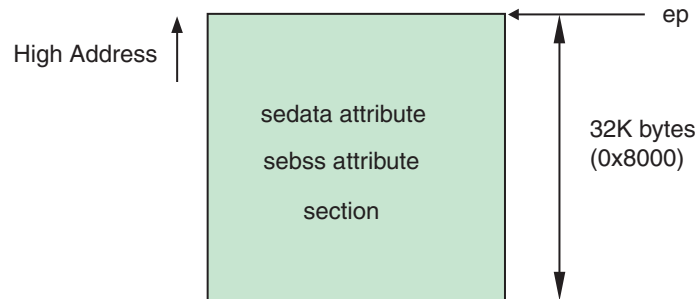 ep
High Address
sedata attribute
sebss attribute
section
32K bytes
(0x8000)